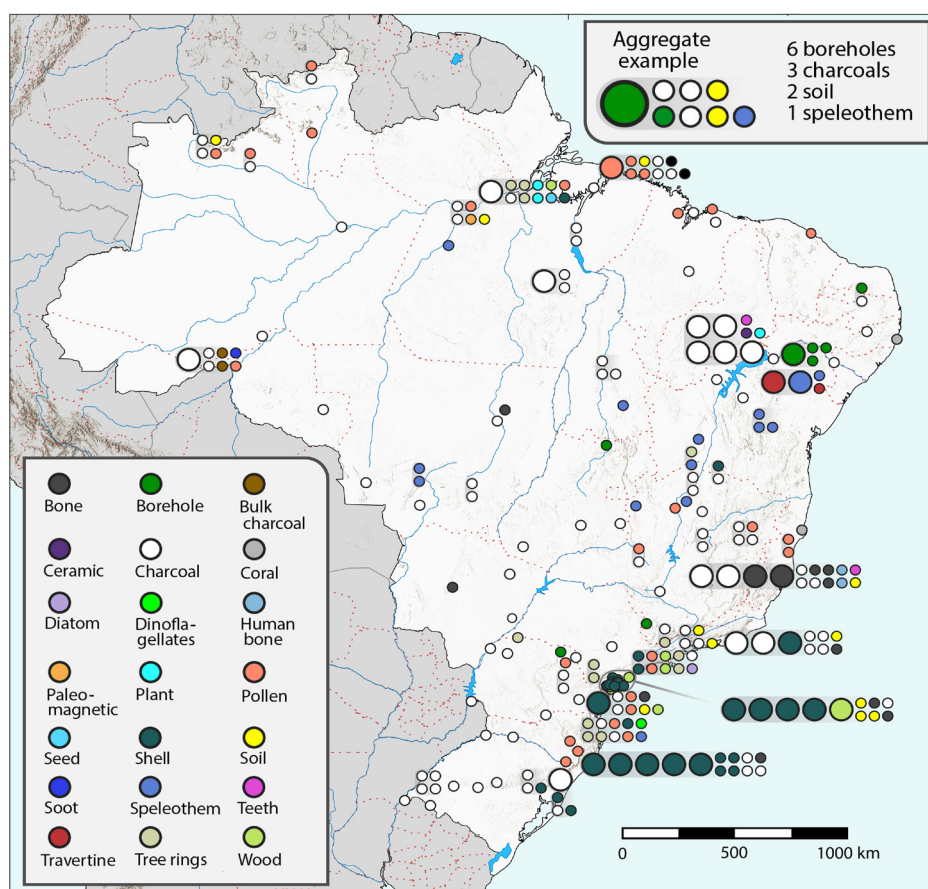 Aggregate
example
6 boreholes
3 charcoals
2 soil
1 speleothem
Bone
Borehole
Bulk
charcoal
Ceramic
Charcoal
Coral
Diatom
Dinofla-
gellates
Human
bone
Paleo-
magnetic
Plant
Pollen
Seed
Shell
Soil
Soot
Speleothem
Teeth
Travertine
Tree rings
Wood
0
500
1000 km